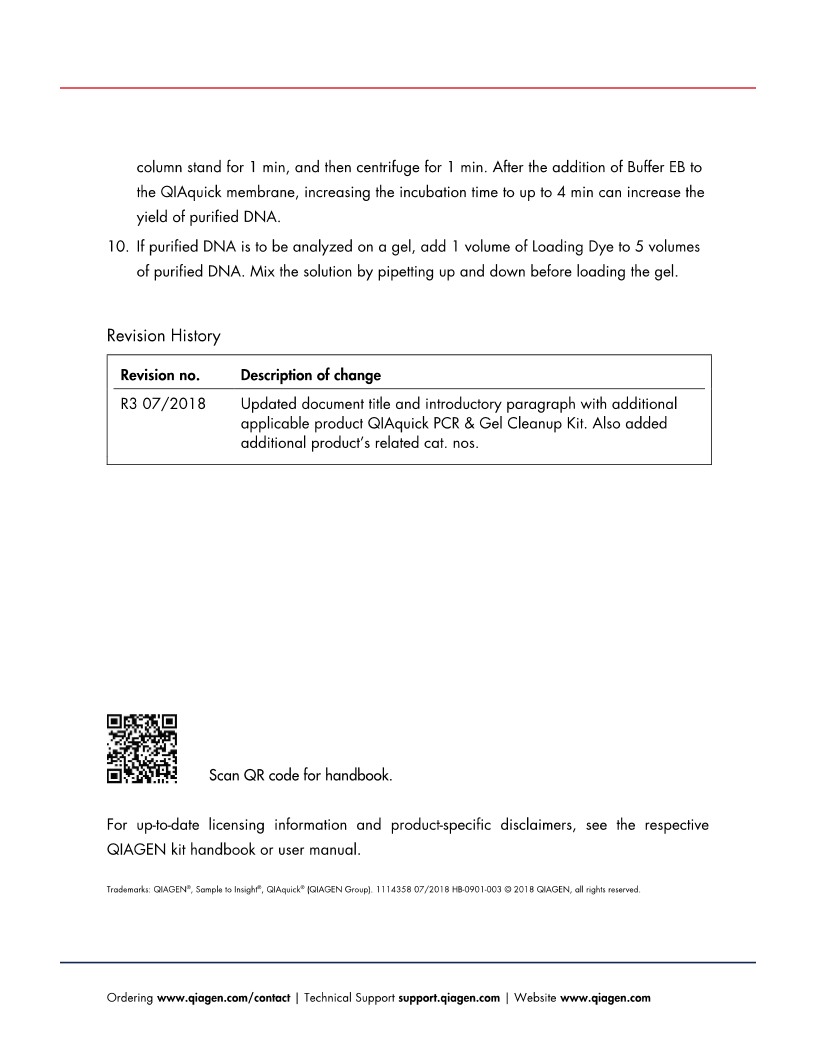 column stand for 1 min, and then centrifuge for 1 min. After the addition of Buffer EB to
the QIAquick membrane, increasing the incubation time to up to 4 min can increase the
yield of purified DNA.
10. If purified DNA is to be analyzed on a gel, add 1 volume of Loading Dye to 5 volumes
of purified DNA. Mix the solution by pipetting up and down before loading the gel.
Revision History
Revision no. Description of change
R3 07/2018 Updated document title and introductory paragraph with additional
applicable product QIAquick PCR & Gel Cleanup Kit. Also added
additional product’s related cat. nos.
Scan QR code for handbook.
For up-to-date licensing information and product-specific disclaimers, see the respective
QIAGEN kit handbook or user manual.
Trademarks: QIAGEN®, Sample to Insight®, QIAquick® (QIAGEN Group). 1114358 07/2018 HB-0901-003 © 2018 QIAGEN, all rights reserved.
Ordering www.qiagen.com/contact | Technical Support support.qiagen.com | Website www.qiagen.com